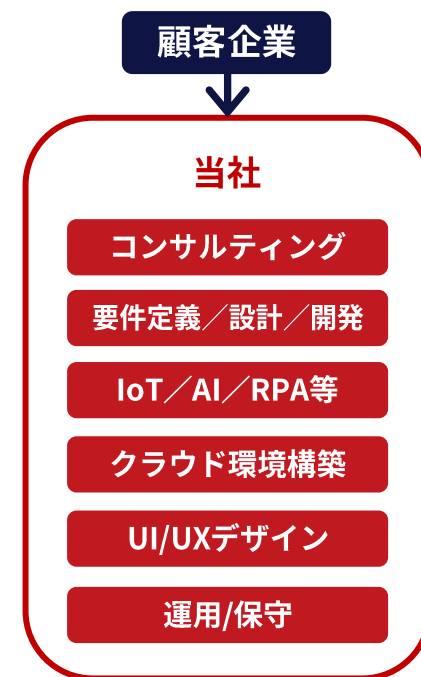 顧客企業
当社
コンサルティング
要件定義／設計／開発
IoT／AI／RPA等
クラウド環境構築
UI/UXデザイン
運用/保守